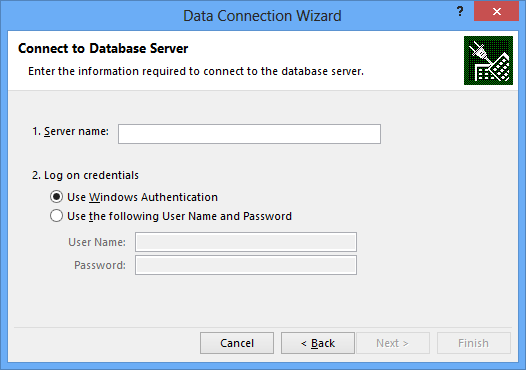 Data Connection Wizard
?
Connect to Database Server
Enter the information required to connect to the database server.
1. Server name:
2. Log on credentials
Use Windows Authentication
Use the following User Name and Password
User Name:
Password:
Cancel < Back Next > Finish